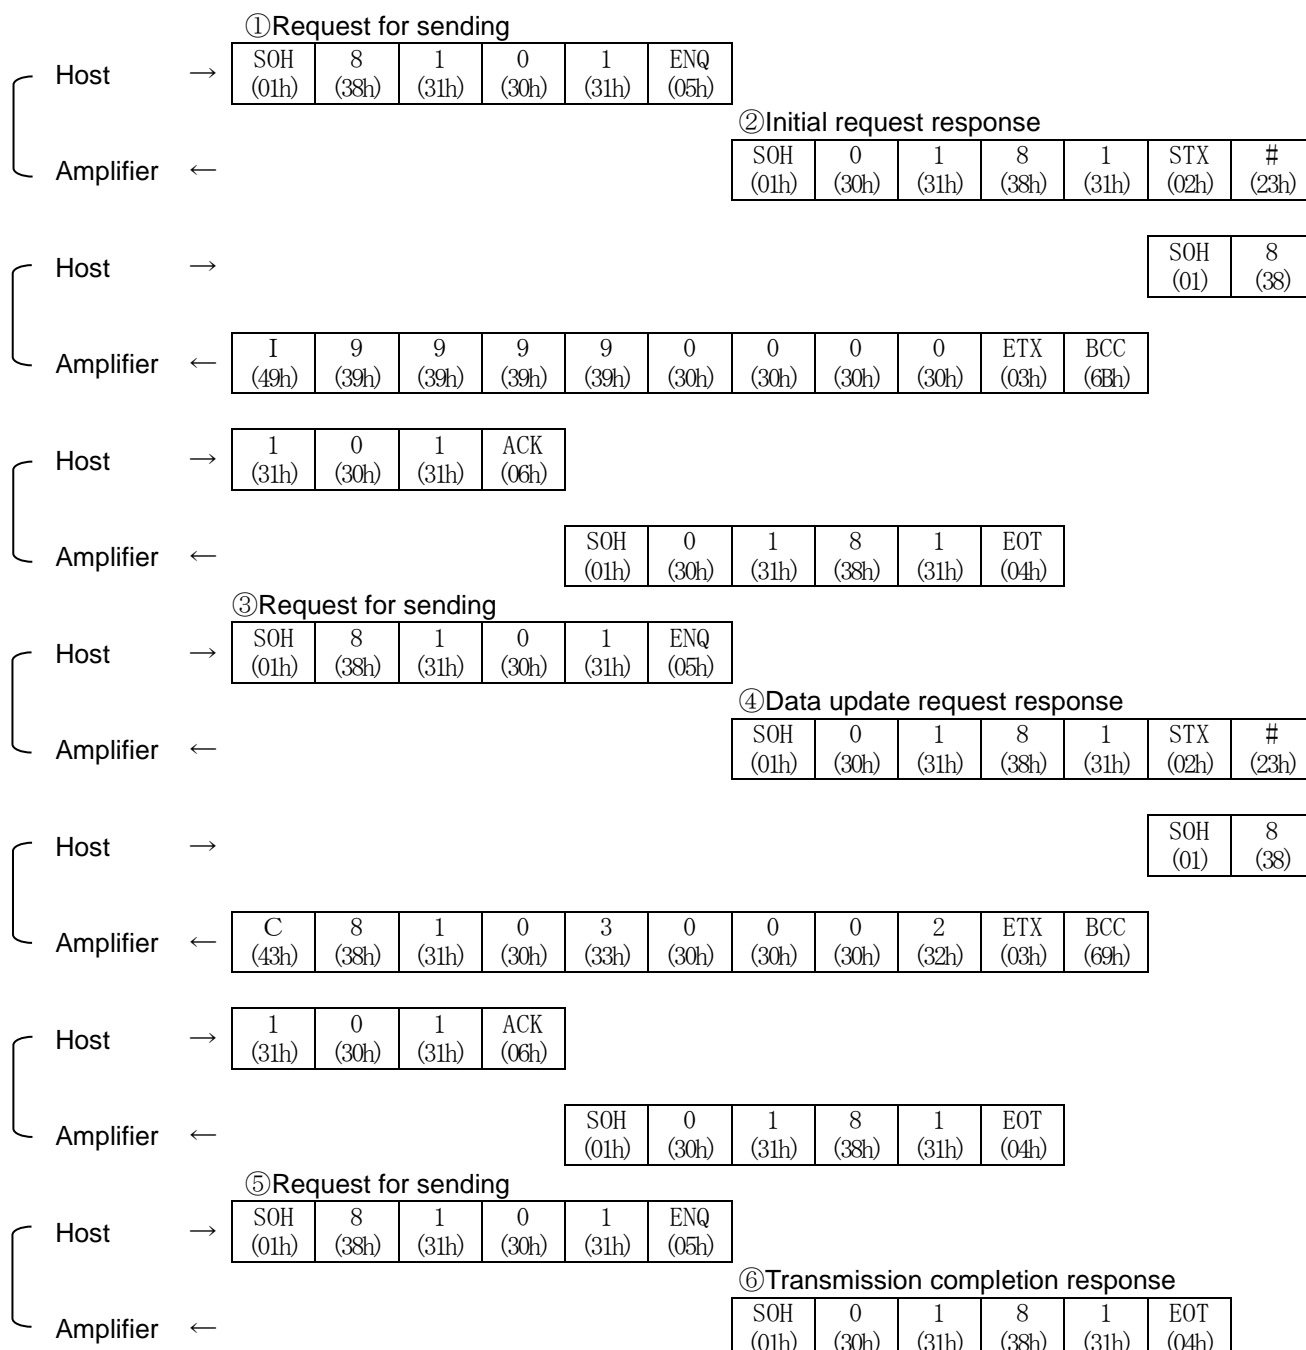 ①Request for sending
Host → SOH 8 1 0 1 ENQ
(01h) (38h) (31h) (30h) (31h) (05h)
②Initial request response
Amplifier ← SOH 0 1 8 1 STX #
(01h) (30h) (31h) (38h) (31h) (02h) (23h)
Host → SOH 8
(01) (38)
Amplifier ← I 9 9 9 9 0 0 0 0 ETX BCC
(49h) (39h) (39h) (39h) (39h) (30h) (30h) (30h) (30h) (03h) (6Bh)
Host → 1 0 1 ACK
(31h) (30h) (31h) (06h)
Amplifier ← SOH 0 1 8 1 EOT
(01h) (30h) (31h) (38h) (31h) (04h)
③Request for sending
Host → SOH 8 1 0 1 ENQ
(01h) (38h) (31h) (30h) (31h) (05h)
④Data update request response
Amplifier ← SOH 0 1 8 1 STX #
(01h) (30h) (31h) (38h) (31h) (02h) (23h)
Host → SOH 8
(01) (38)
Amplifier ← C 8 1 0 3 0 0 0 2 ETX BCC
(43h) (38h) (31h) (30h) (33h) (30h) (30h) (30h) (32h) (03h) (69h)
Host → 1 0 1 ACK
(31h) (30h) (31h) (06h)
Amplifier ← SOH 0 1 8 1 EOT
(01h) (30h) (31h) (38h) (31h) (04h)
⑤Request for sending
Host → SOH 8 1 0 1 ENQ
(01h) (38h) (31h) (30h) (31h) (05h)
⑥Transmission completion response
Amplifier ← SOH 0 1 8 1 EOT
(01h) (30h) (31h) (38h) (31h) (04h)